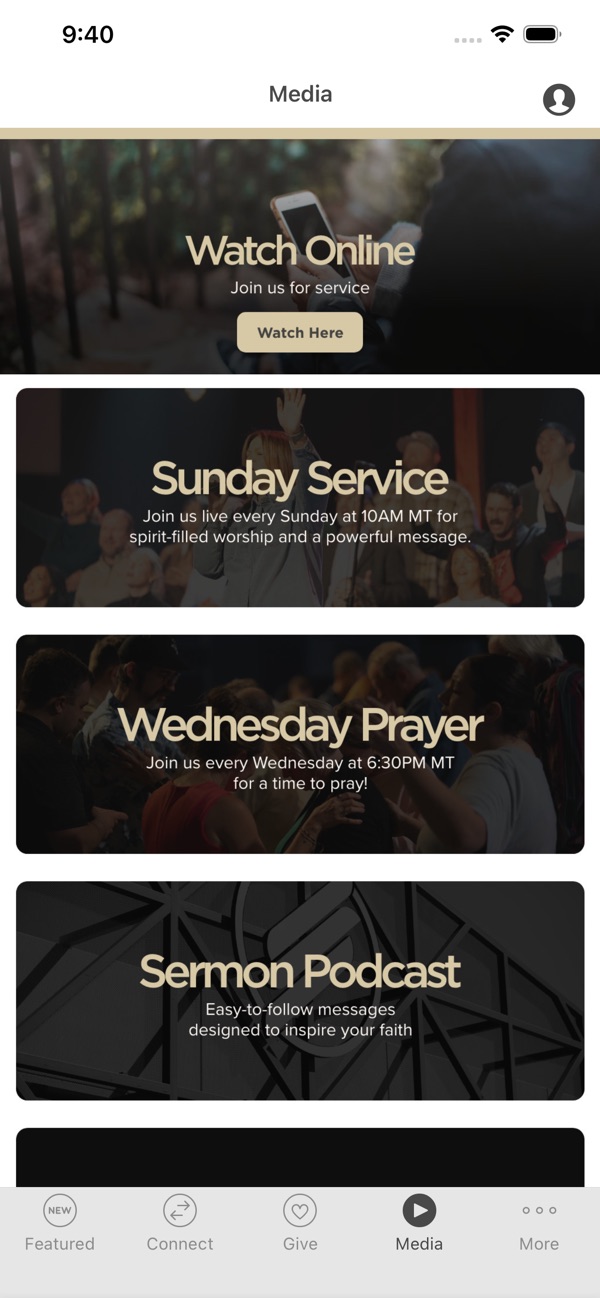 9:40
Media
Watch Online
Join us for service
Watch Here
Sunday Service
Join us live every Sunday at 10AM MT for
spirit-filled worship and a powerful message.
Wednesday Prayer
Join us every Wednesday at 6:30PM MT
for a time to pray!
Sermon Podcast
Easy-to-follow messages
designed to inspire your faith
NEW
Featured
Connect
Give
Media
More